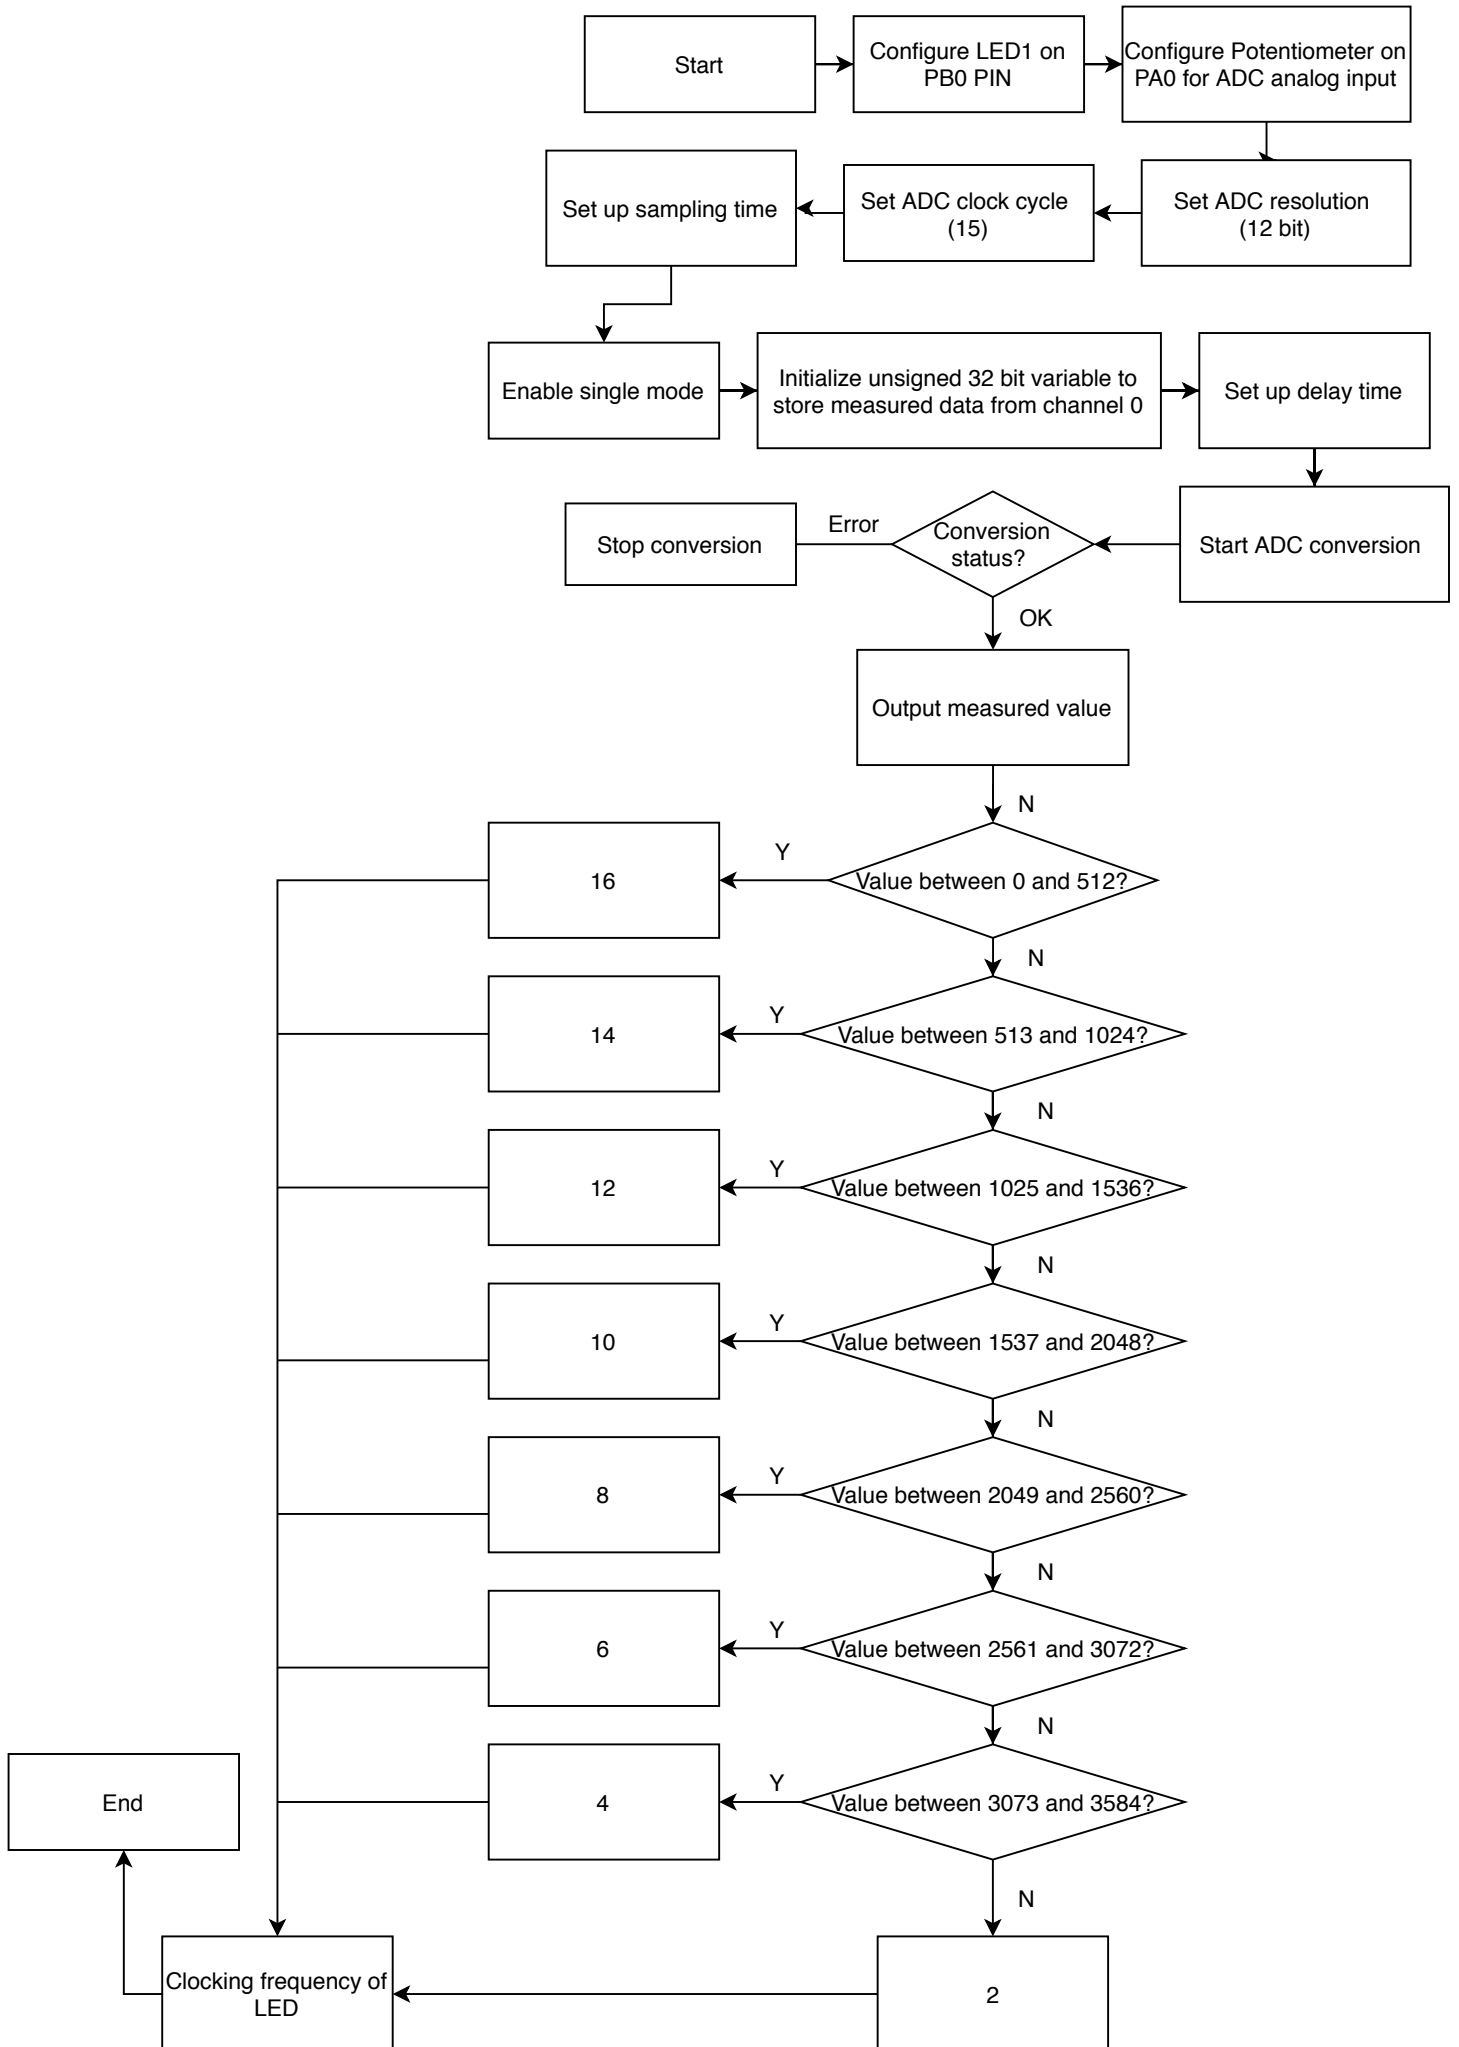 Start
Configure LED1 on
PB0 PIN
Configure Potentiometer on
PA0 for ADC analog input
Set up sampling time
Set ADC clock cycle
(15)
Set ADC resolution
(12 bit)
Enable single mode
Initialize unsigned 32 bit variable to
store measured data from channel 0
Set up delay time
Stop conversion
Error
Conversion
status?
Start ADC conversion
OK
Output measured value
N
16
Y
Value between 0 and 512?
N
14
Y
Value between 513 and 1024?
N
12
Y
Value between 1025 and 1536?
N
10
Y
Value between 1537 and 2048?
N
8
Y
Value between 2049 and 2560?
N
6
Y
Value between 2561 and 3072?
N
End
4
Y
Value between 3073 and 3584?
N
Clocking frequency of
LED
2